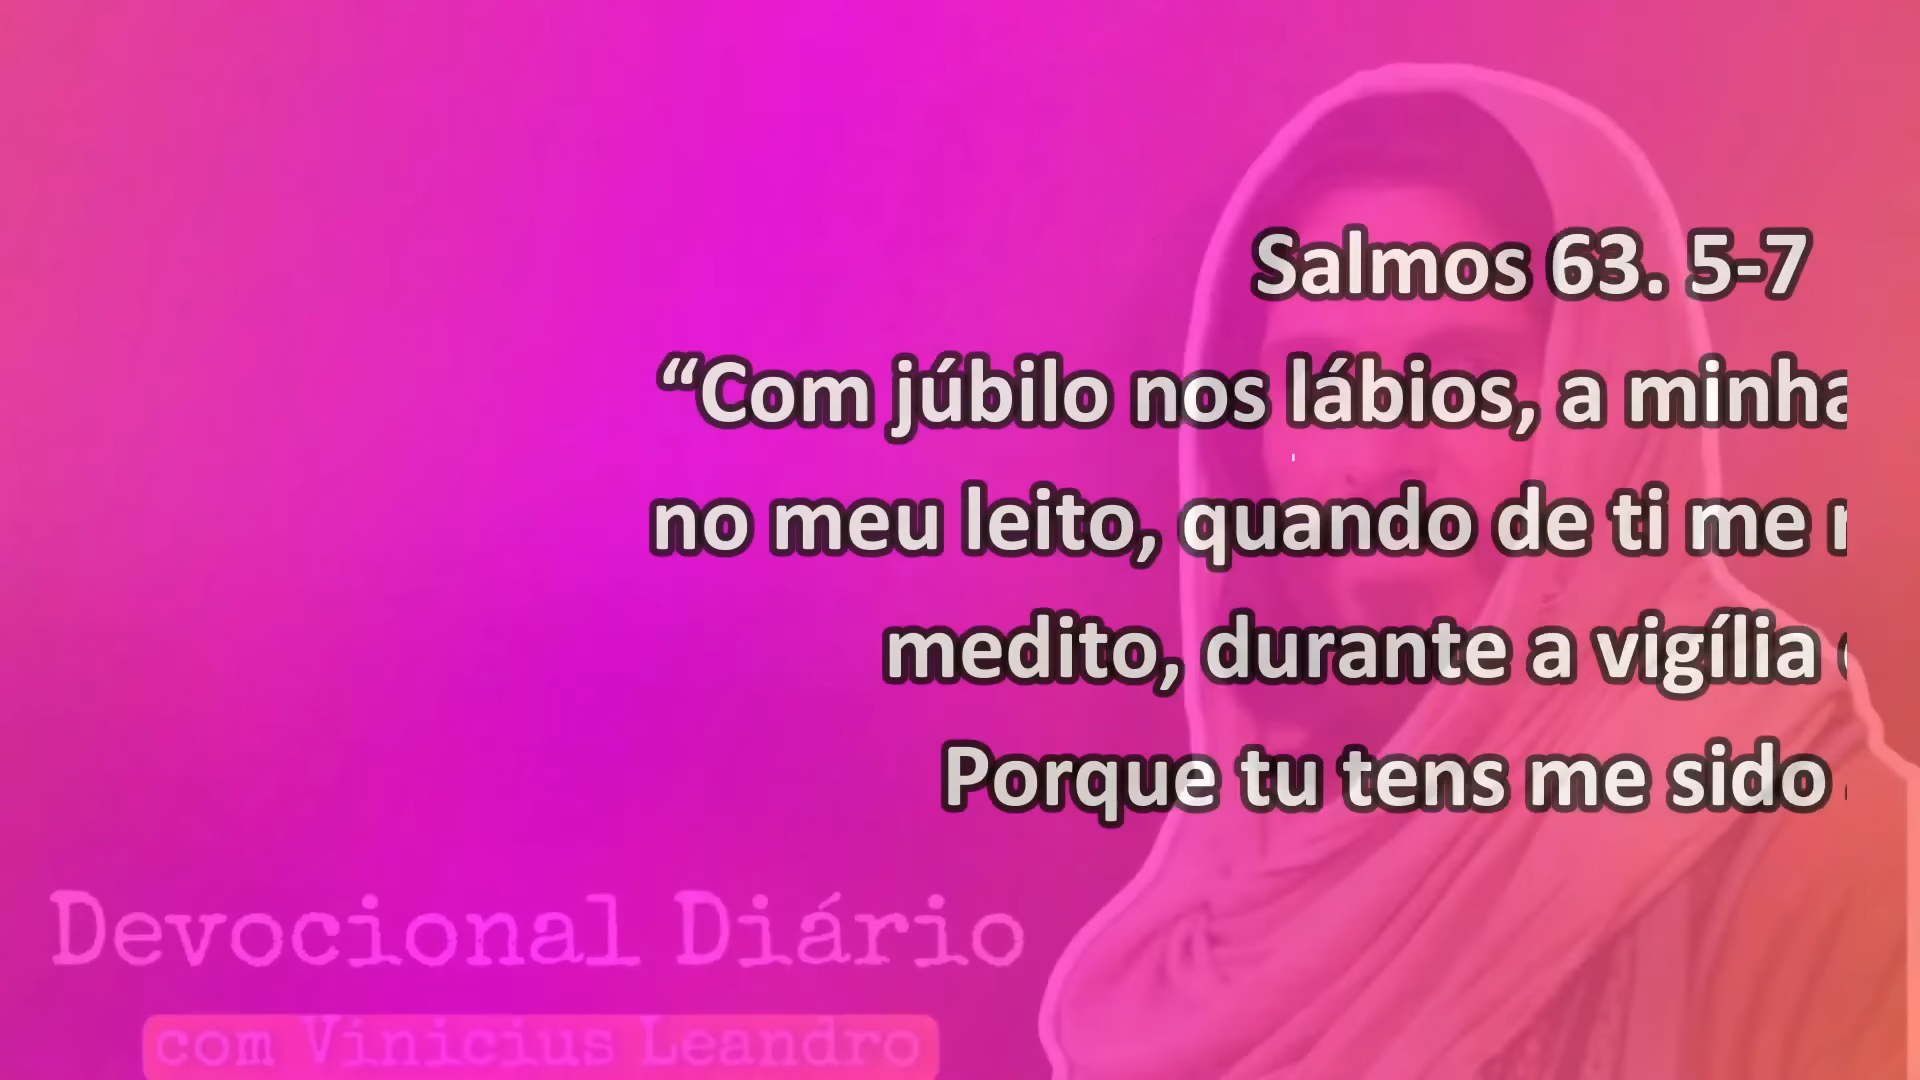 Salmos 63. 5-7
“Com júbilo nos lábios, a minha
no meu leito, quando de ti me
medito, durante a vigília
Porque tu tens me sido
Devocional Diário
com Vinicius Leandro